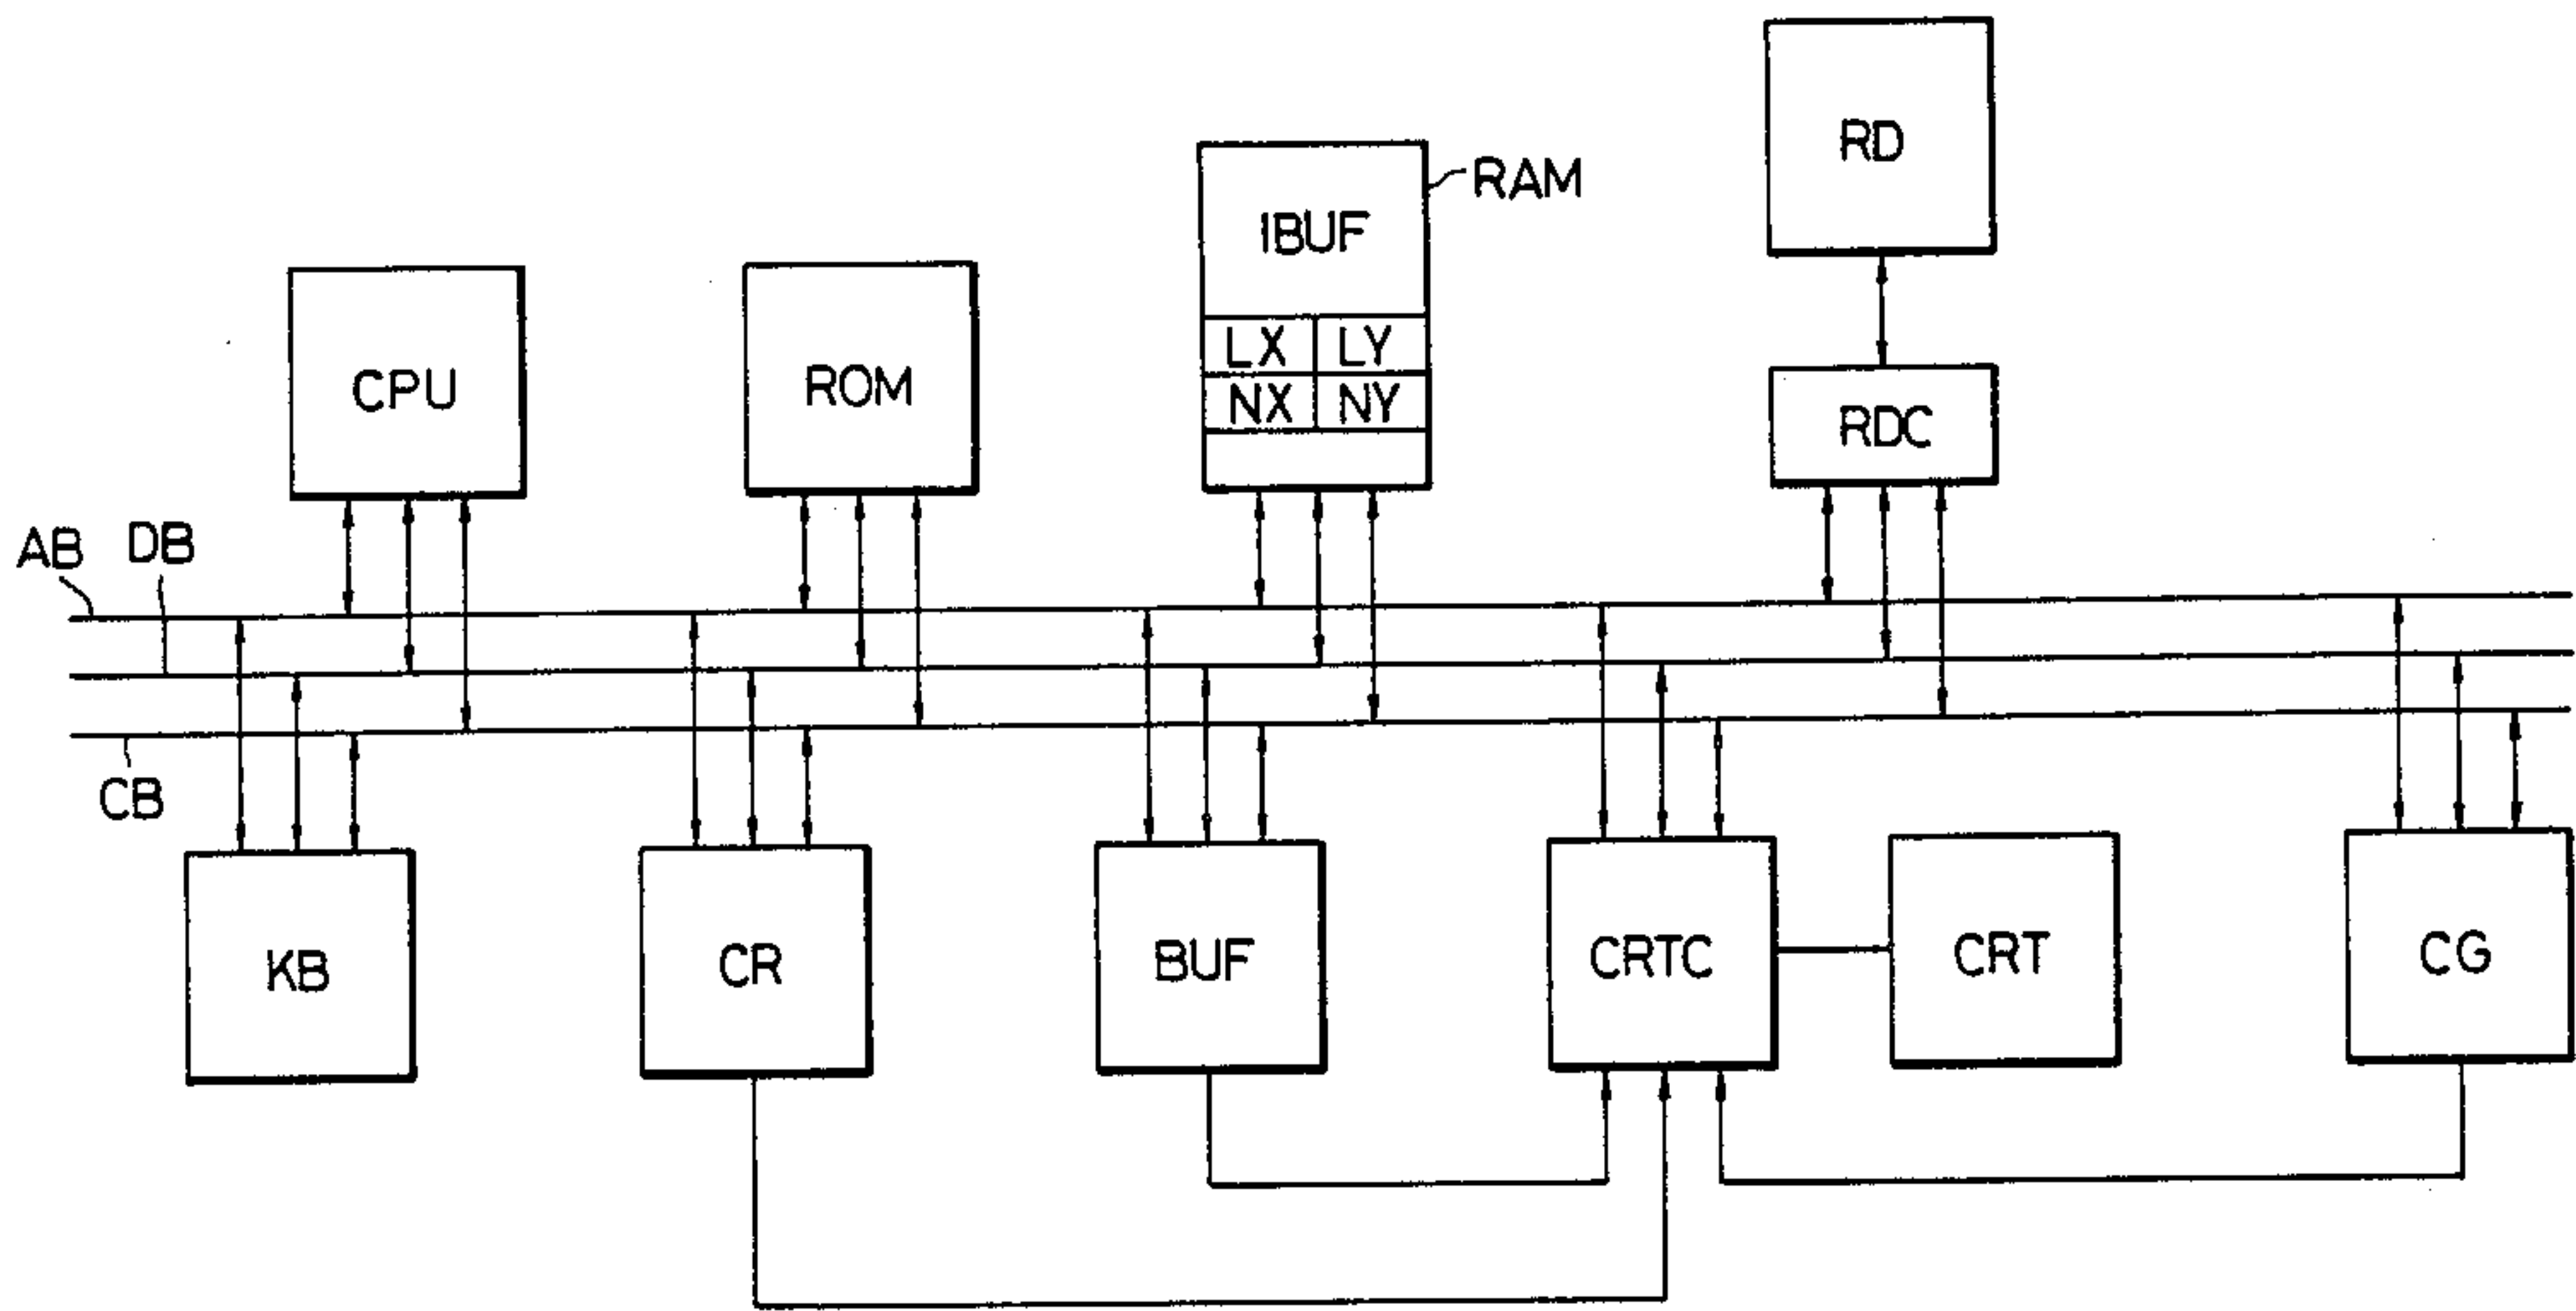 RD
RAM
IBUF
LX LY
NX NY
CPU
ROM
RDC
AB
DB
CB
KB
CR
BUF
CRTC
CRT
CG